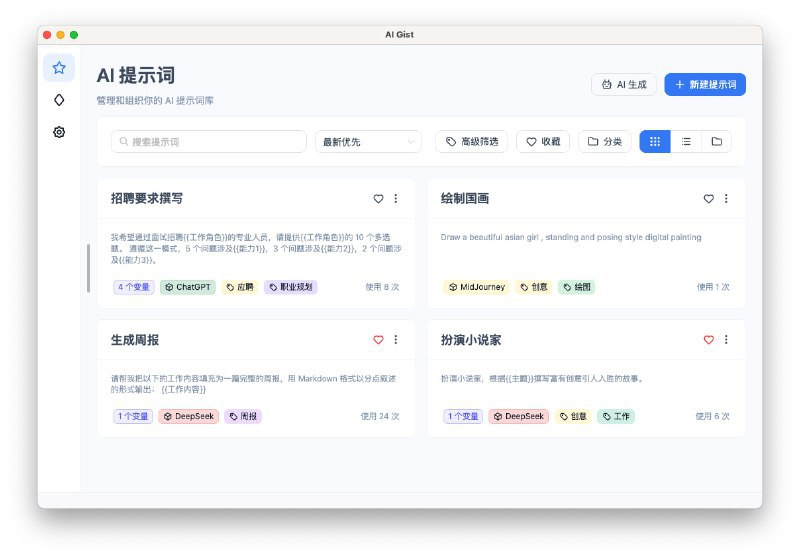 AI Gist
AI 提示词
管理和组织你的 AI 提示词库
AI 生成
新建提示词
搜索提示词
最新优先
高级筛选
收藏
分类
招聘要求撰写
我希望通过面试招聘{{工作角色}}的专业人员，请提供{{工作角色}}的 10 个多选
题。 遵循这一模式，5 个问题涉及{{能力1}}，3 个问题涉及{{能力2}}，2 个问题涉
及{{能力3}}。
4 个变量
ChatGPT
应聘
职业规划
使用 8 次
绘制国画
Draw a beautiful asian girl , standing and posing style digital painting
MidJourney
创意
绘图
使用 1 次
生成周报
请帮我把以下的工作内容填充为一篇完整的周报，用 Markdown 格式以分点叙述
的形式输出： {{工作内容}}
1 个变量
DeepSeek
周报
使用 24 次
扮演小说家
扮演小说家，根据{{主题}}撰写富有创意引人入胜的故事。
1 个变量
DeepSeek
创意
工作
使用 6 次